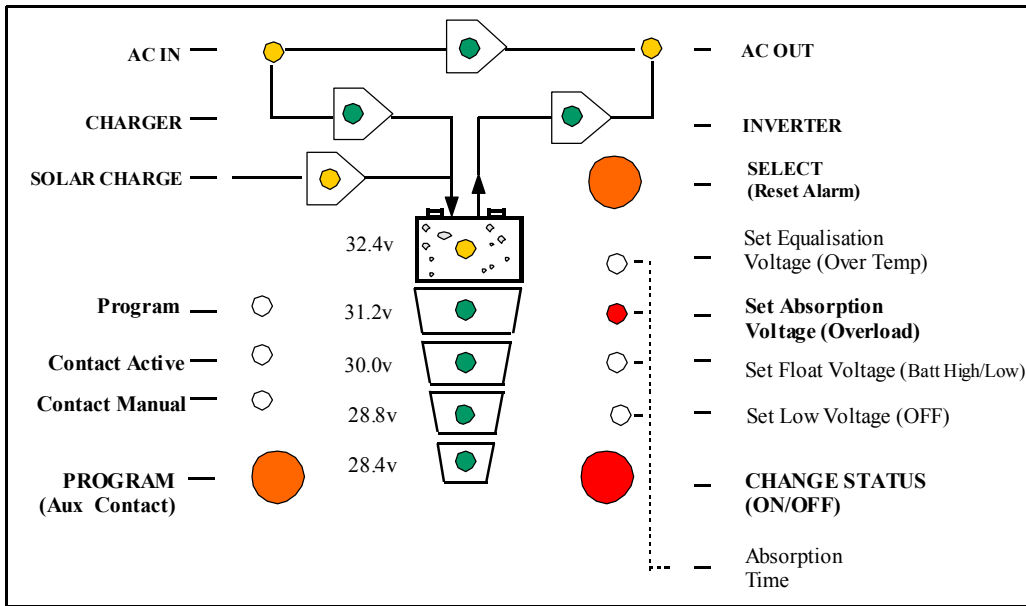 AC IN
AC OUT
CHARGER
INVERTER
SOLAR CHARGE
SELECT
(Reset Alarm)
32.4v
Set Equalisation
Voltage (Over Temp)
Program
31.2v
Set Absorption
Voltage (Overload)
Contact Active
30.0v
Set Float Voltage (Batt High/Low)
Contact Manual
28.8v
Set Low Voltage (OFF)
28.4v
PROGRAM
(Aux Contact)
CHANGE STATUS
(ON/OFF)
Absorption
Time